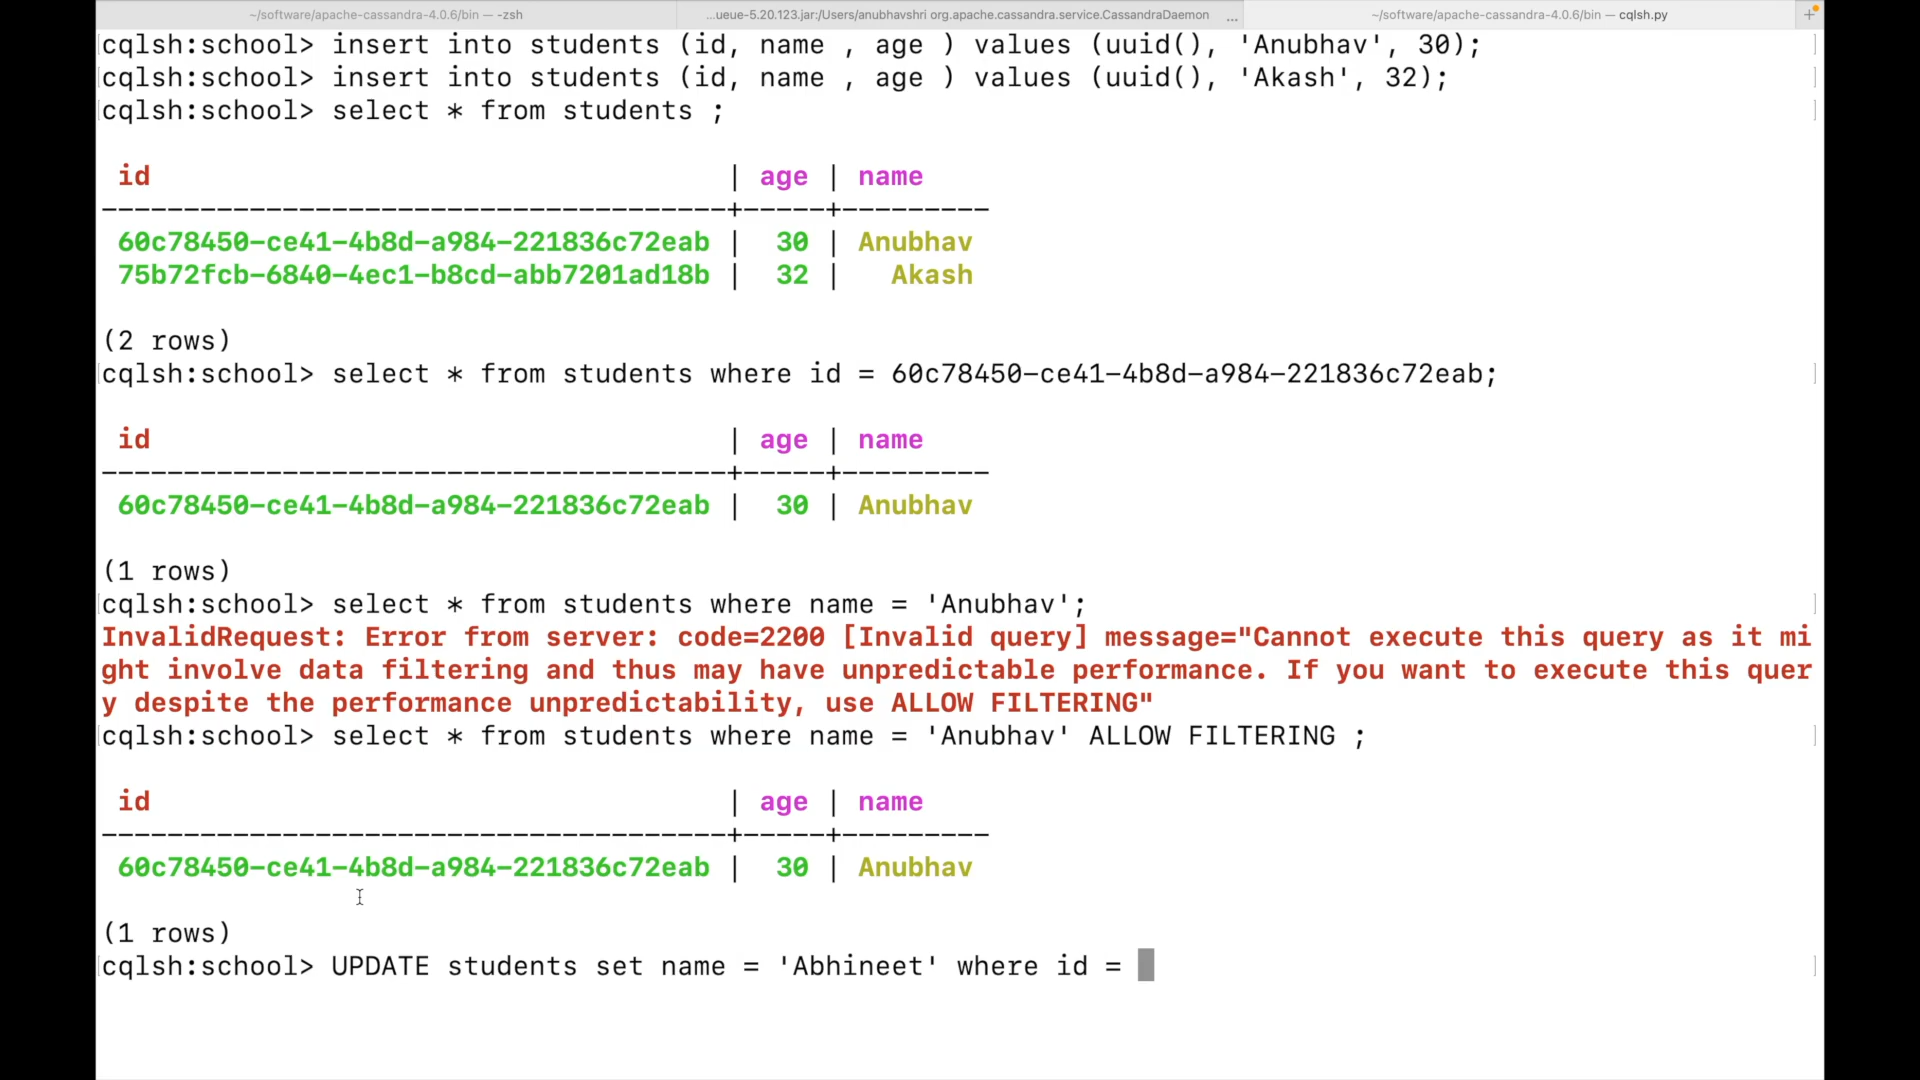 ~/software/apache-cassandra-4.0.6/bin — -zsh
...ueue-5.20.123.jar:/Users/anubhavshri org.apache.cassandra.service.CassandraDaemon ...
~/software/apache-cassandra-4.0.6/bin — cqlsh.py
+
cqlsh:school> insert into students (id, name , age ) values (uuid(), 'Anubhav', 30);
cqlsh:school> insert into students (id, name , age ) values (uuid(), 'Akash', 32);
cqlsh:school> select * from students ;
id | age | name
--------------------------------------+-----+---------
60c78450-ce41-4b8d-a984-221836c72eab | 30 | Anubhav
75b72fcb-6840-4ec1-b8cd-abb7201ad18b | 32 | Akash
(2 rows)
cqlsh:school> select * from students where id = 60c78450-ce41-4b8d-a984-221836c72eab;
id | age | name
--------------------------------------+-----+---------
60c78450-ce41-4b8d-a984-221836c72eab | 30 | Anubhav
(1 rows)
cqlsh:school> select * from students where name = 'Anubhav';
InvalidRequest: Error from server: code=2200 [Invalid query] message="Cannot execute this query as it mi
ght involve data filtering and thus may have unpredictable performance. If you want to execute this quer
y despite the performance unpredictability, use ALLOW FILTERING"
cqlsh:school> select * from students where name = 'Anubhav' ALLOW FILTERING ;
id | age | name
--------------------------------------+-----+---------
60c78450-ce41-4b8d-a984-221836c72eab | 30 | Anubhav
(1 rows)
cqlsh:school> UPDATE students set name = 'Abhineet' where id =